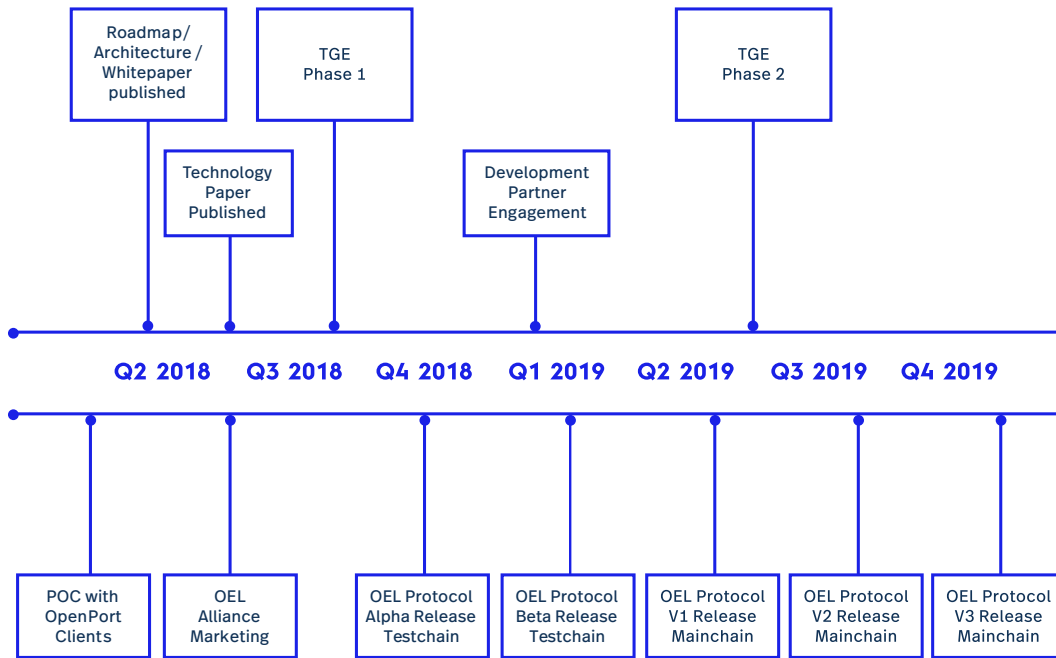 Roadmap/
Architecture /
Whitepaper
published
TGE
Phase 1
TGE
Phase 2
Technology
Paper
Published
Development
Partner
Engagement
Q2 2018
Q3 2018
Q4 2018
Q1 2019
Q2 2019
Q3 2019
Q4 2019
POC with
OpenPort
Clients
OEL
Alliance
Marketing
OEL Protocol
Alpha Release
Testchain
OEL Protocol
Beta Release
Testchain
OEL Protocol
V1 Release
Mainchain
OEL Protocol
V2 Release
Mainchain
OEL Protocol
V3 Release
Mainchain